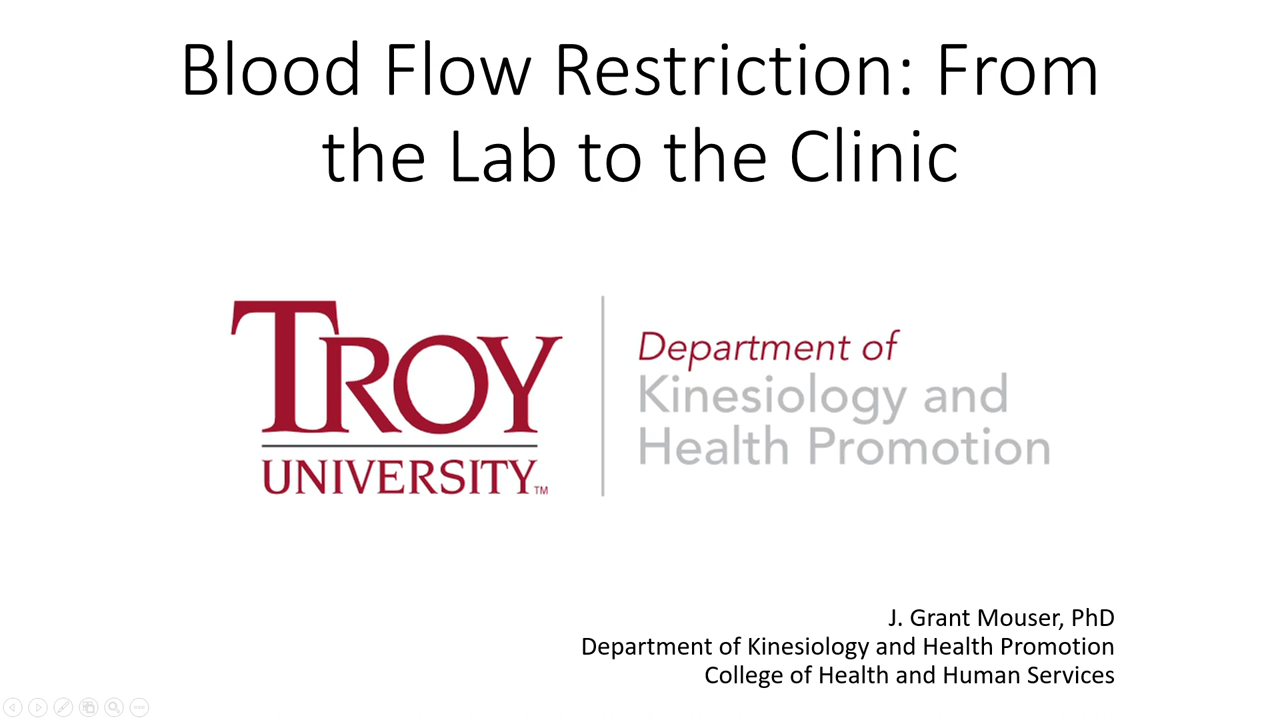 Blood Flow Restriction: From
the Lab to the Clinic
TROY
UNIVERSITY™
Department of
Kinesiology and
Health Promotion
J. Grant Mouser, PhD
Department of Kinesiology and Health Promotion
College of Health and Human Services